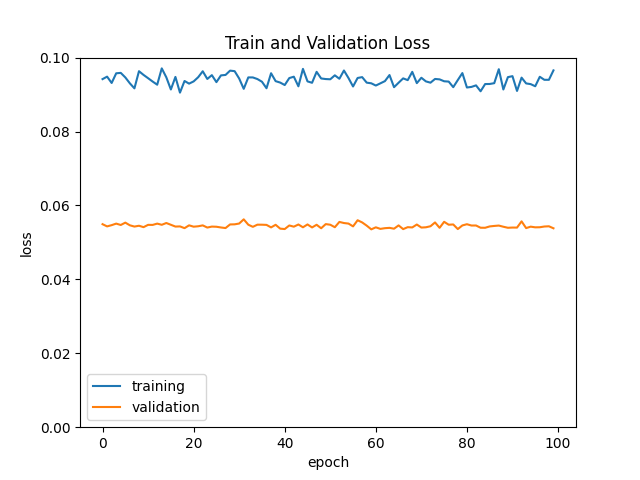 Train and Validation Loss
0.10
0.08
0.06
0.04
0.02
0.00
loss
training
validation
0 20 40 60 80 100
epoch